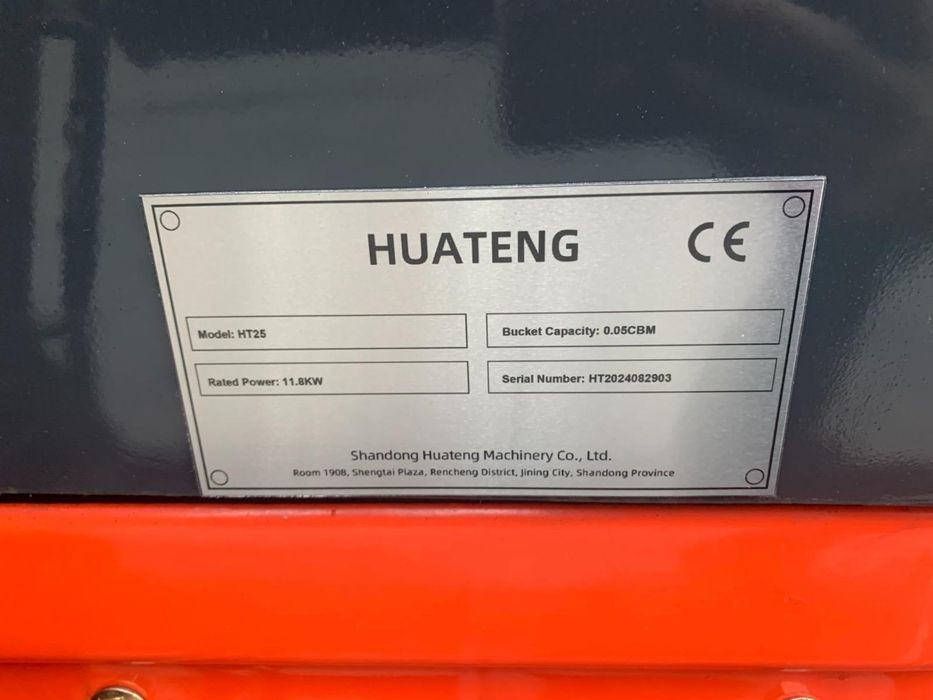 HUATENG CE
Model: HT25 Bucket Capacity: 0.05CBM
Rated Power: 11.8KW Serial Number: HT2024082903
Shandong Huateng Machinery Co., Ltd.
Room 1908, Shengtai Plaza, Rencheng District, Jining City, Shandong Province